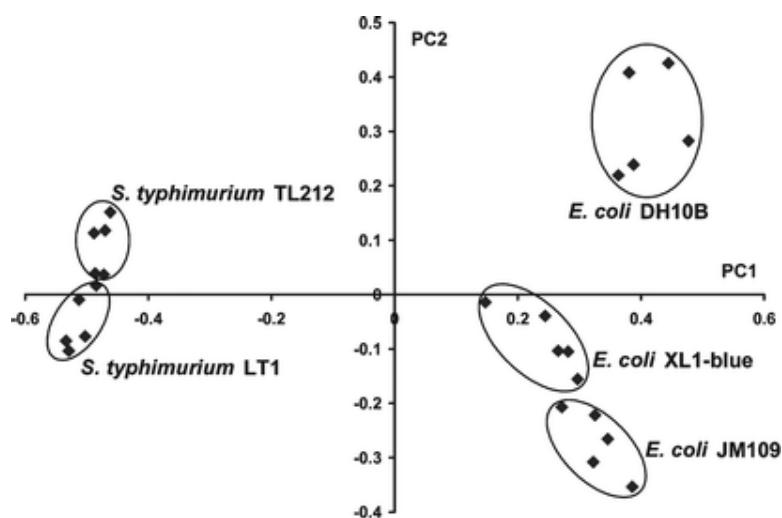 0.5
PC2
0.4
0.3
S. typhimurium TL212
0.2
E. coli DH10B
0.1
PC1
0
-0.6 -0.4 -0.2 0 0.2 0.4 0.6
-0.1
S. typhimurium LT1
E. coli XL1-blue
-0.2
E. coli JM109
-0.3
-0.4